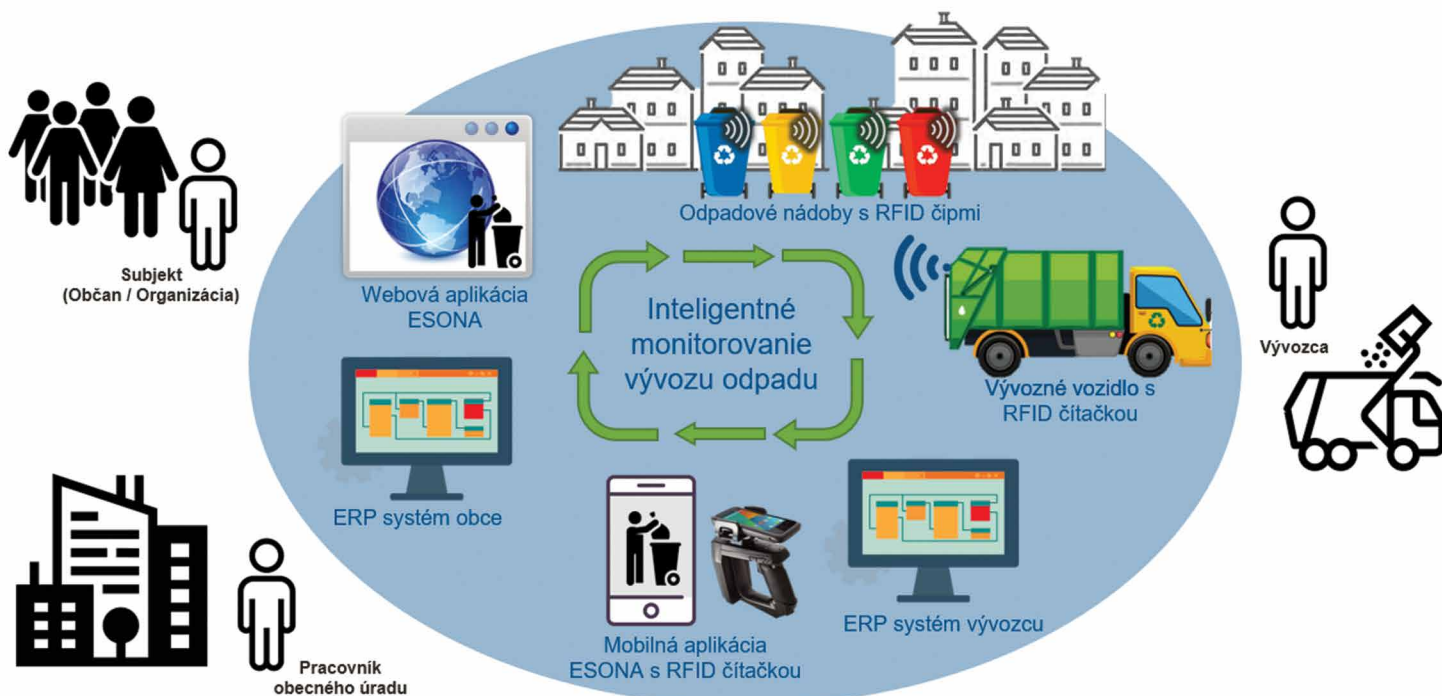 Odpadové nádoby s RFID čipmi
Subjekt
(Občan / Organizácia)
Webová aplikácia
ESONA
Inteligentné
monitorovanie
vývozu odpadu
Vývozné vozidlo s
RFID čítačkou
Vývozca
ERP systém obce
ERP systém vývozcu
Mobilná aplikácia
ESONA s RFID čítačkou
Pracovník
obecného úradu